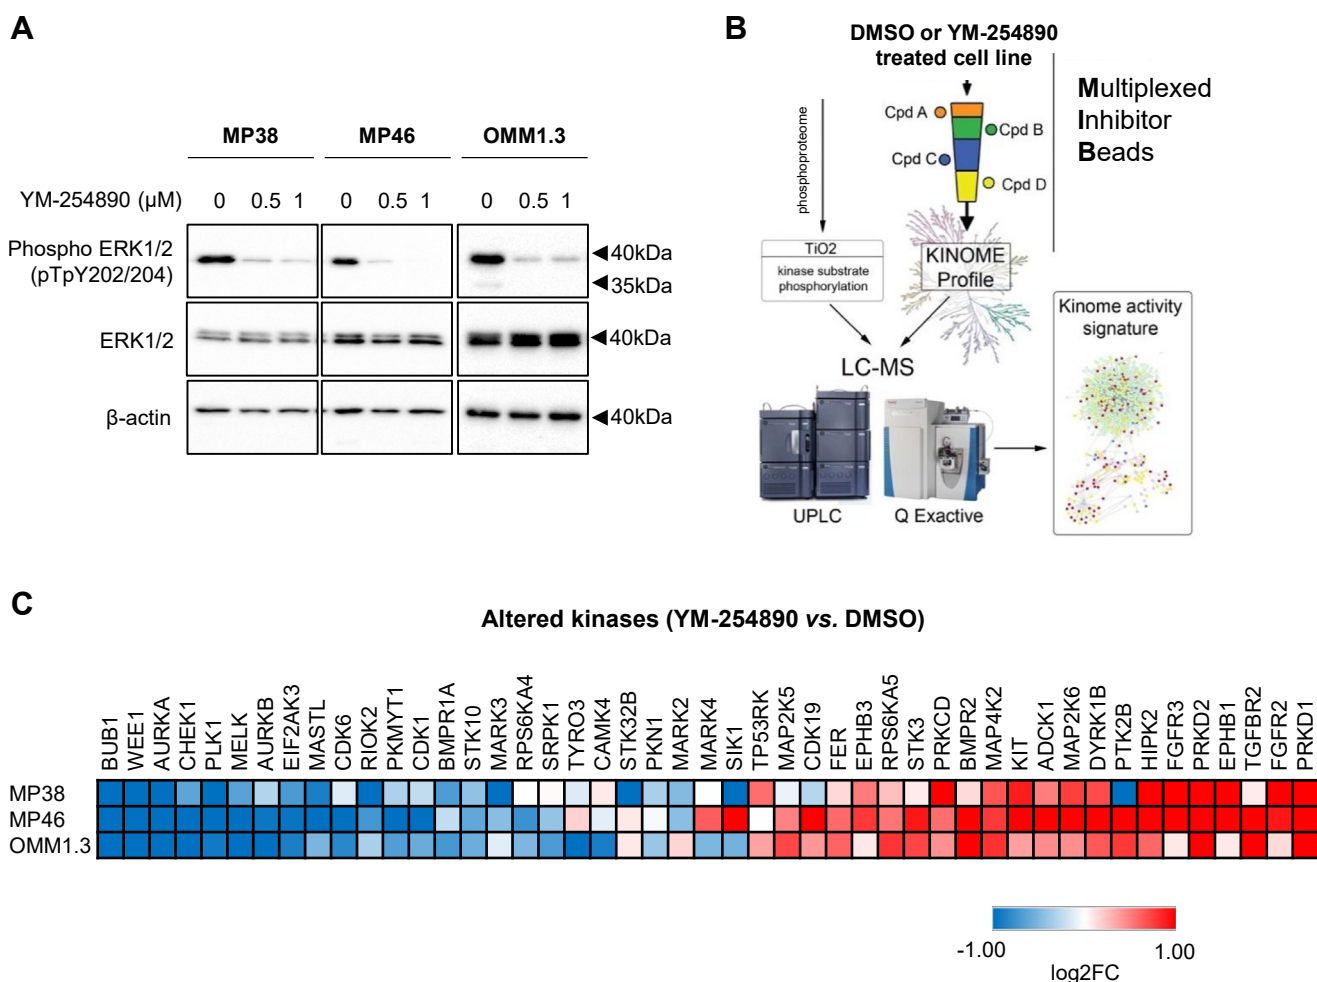 A
MP38 MP46 OMM1.3
YM-254890 (µM) 0 0.5 1 0 0.5 1 0 0.5 1
Phospho ERK1/2
(pTpY202/204)
40kDa
35kDa
ERK1/2
40kDa
β-actin
40kDa
B
DMSO or YM-254890
treated cell line
Multiplexed
Inhibitor
Beads
phosphoproteome
Cpd A
Cpd B
Cpd C
Cpd D
TiO2
kinase substrate
phosphorylation
KINOME
Profile
LC-MS
UPLC
Q Exactive
Kinome activity
signature
C
Altered kinases (YM-254890 vs. DMSO)
BUB1
WEE1
AURKA
CHEK1
PLK1
MELK
AURKB
EIF2AK3
MASTL
CDK6
RIOK2
PKMYT1
CDK1
BMPR1A
STK10
MARK3
RPS6KA4
SRPK1
TYRO3
CAMK4
STK32B
PKN1
MARK2
MARK4
SIK1
TP53RK
MAP2K5
CDK19
FER
EPHB3
RPS6KA5
STK3
PRKCD
BMPR2
MAP4K2
KIT
ADCK1
MAP2K6
DYRK1B
PTK2B
HIPK2
FGFR3
PRKD2
EPHB1
TGFBR2
FGFR2
PRKD1
MP38
MP46
OMM1.3
-1.00 1.00
log2FC